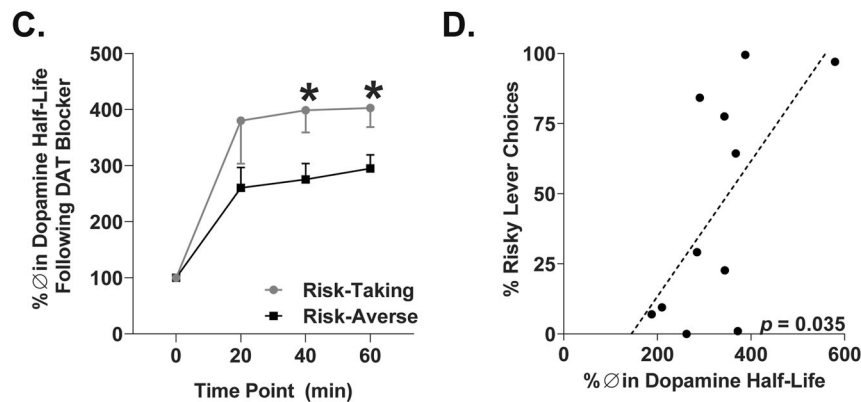 C.
% ∅ in Dopamine Half-Life
Following DAT Blocker
500
400
300
200
100
0
* *
Risk-Taking
Risk-Averse
0 20 40 60
Time Point (min)
D.
% Risky Lever Choices
100
75
50
25
0
p = 0.035
0 200 400 600
% ∅ in Dopamine Half-Life